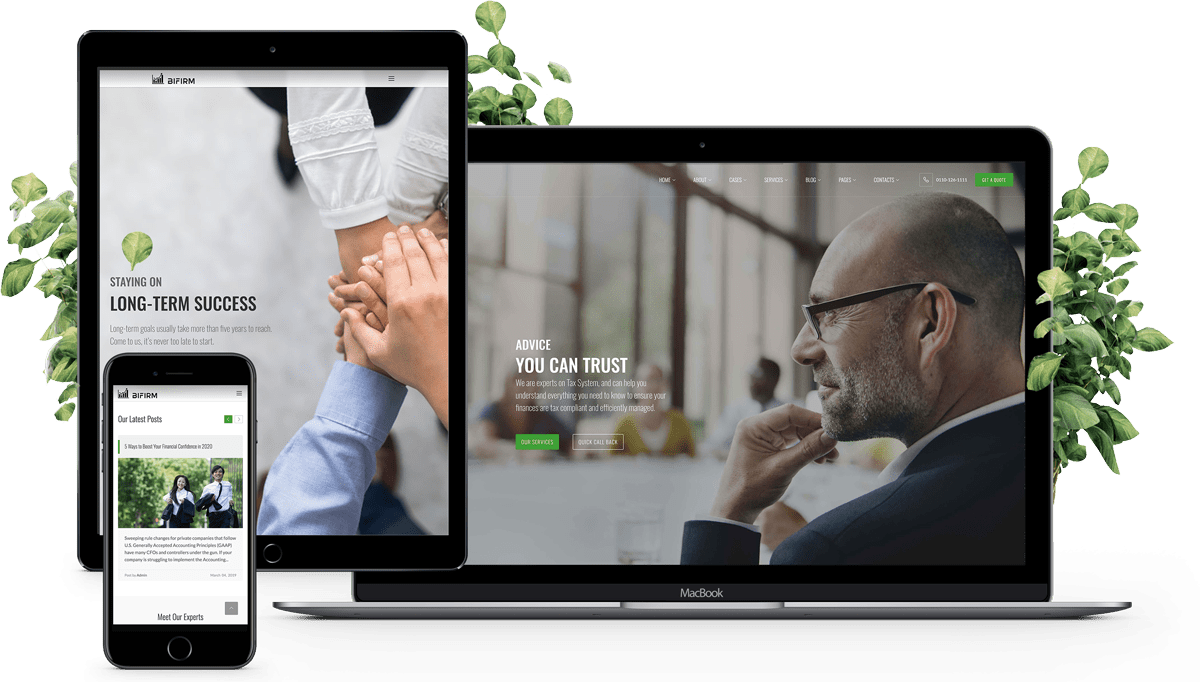 BIFIRM
STAYING ON
LONG-TERM SUCCESS
Long-term goals usually take more than five years to reach.
Come to us, it's never too late to start.
HOME ABOUT CASES SERVICES BLOG PAGES CONTACTS 0110-326-1515 GET A QUOTE
ADVICE
YOU CAN TRUST
We are experts on Tax System, and can help you
understand everything you need to know to ensure your
finances are tax compliant and efficiently managed.
OUR SERVICES QUICK CALL BACK
MacBook
BIFIRM
Our Latest Posts
5 Ways to Boost Your Financial Confidence in 2020
Sweeping rule changes for private companies that follow
U.S. Generally Accepted Accounting Principles (GAAP)
have many CFOs and controllers under the gun. If your
company is struggling to implement the Accounting...
Post by Admin March 04, 2019
Meet Our Experts